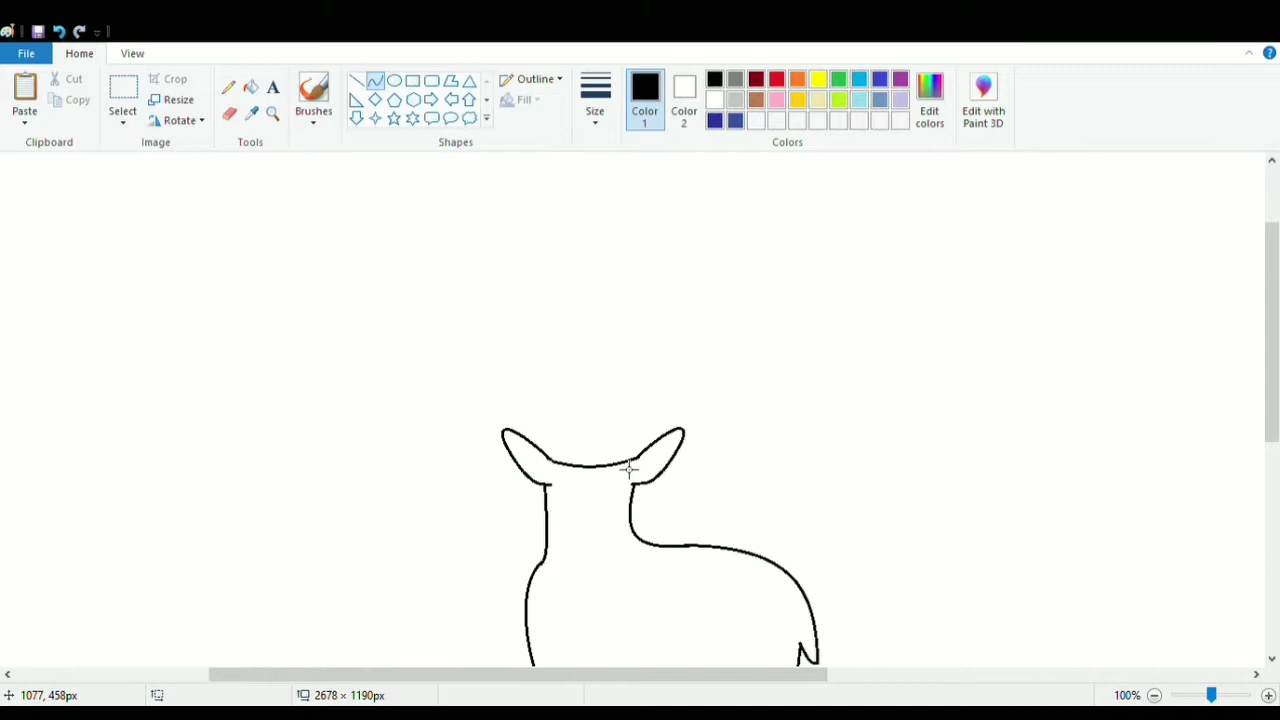 File Home View
Cut
Crop
Outline
Copy
Resize
Fill
Paste
Select
Rotate
Brushes
Size
Color
1
Color
2
Edit
colors
Edit with
Paint 3D
Clipboard Image Tools Shapes Colors
A
?
1077, 458px 2678 × 1190px 100%